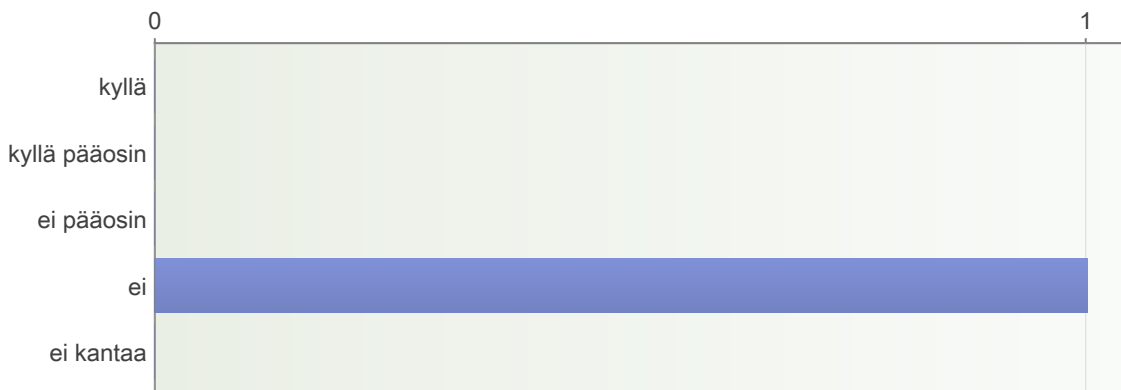 0 1
kyllä
kyllä pääosin
ei pääosin
ei
ei kantaa